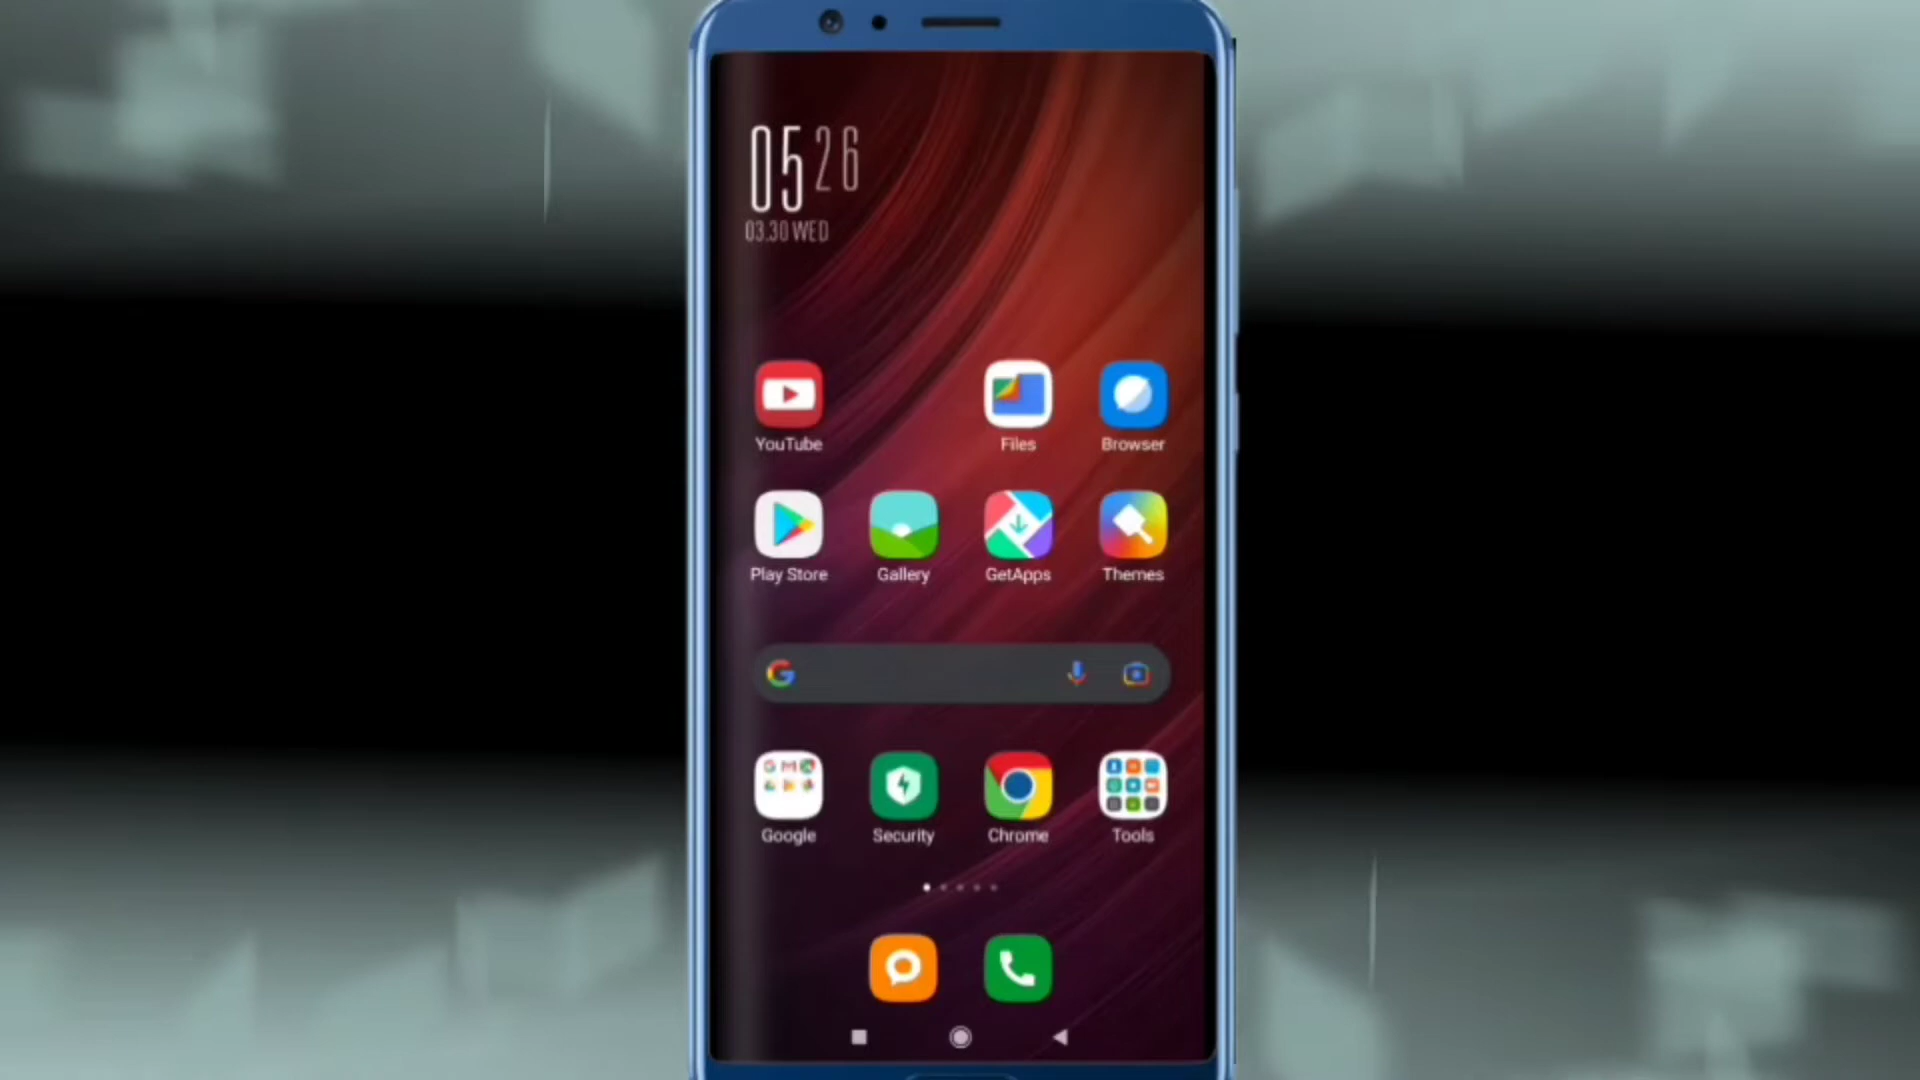 05 26
03.30 WED
YouTube
Files
Browser
Play Store
Gallery
GetApps
Themes
Google
Security
Chrome
Tools